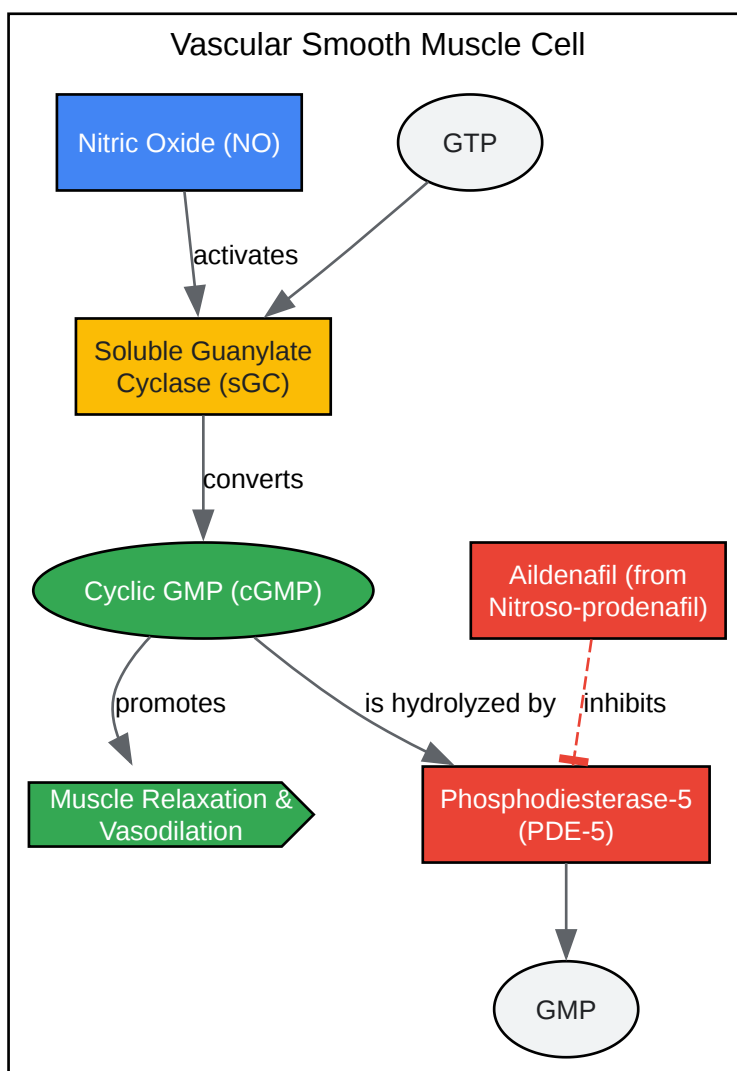 Vascular Smooth Muscle Cell
Nitric Oxide (NO)
GTP
activates
Soluble Guanylate
Cyclase (sGC)
converts
Cyclic GMP (cGMP)
Aildenafil (from
Nitroso-prodenafil)
promotes
is hydrolyzed by
inhibits
Muscle Relaxation &
Vasodilation
Phosphodiesterase-5
(PDE-5)
GMP